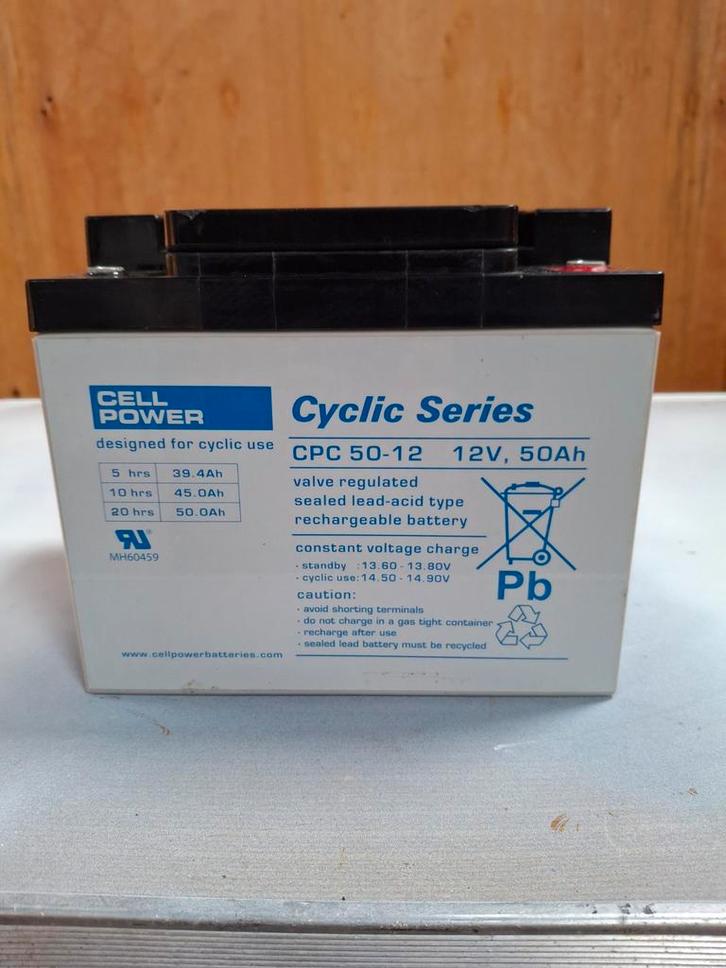 CELL
POWER
designed for cyclic use
5 hrs 39.4Ah
10 hrs 45.0Ah
20 hrs 50.0Ah
RU®
MH60459
www.cellpowerbatteries.com
Cyclic Series
CPC 50-12 12V, 50Ah
valve regulated
sealed lead-acid type
rechargeable battery
constant voltage charge
· standby :13.60 - 13.80V
· cyclic use:14.50 - 14.90V
caution:
· avoid shorting terminals
· do not charge in a gas tight container
· recharge after use
· sealed lead battery must be recycled
Pb